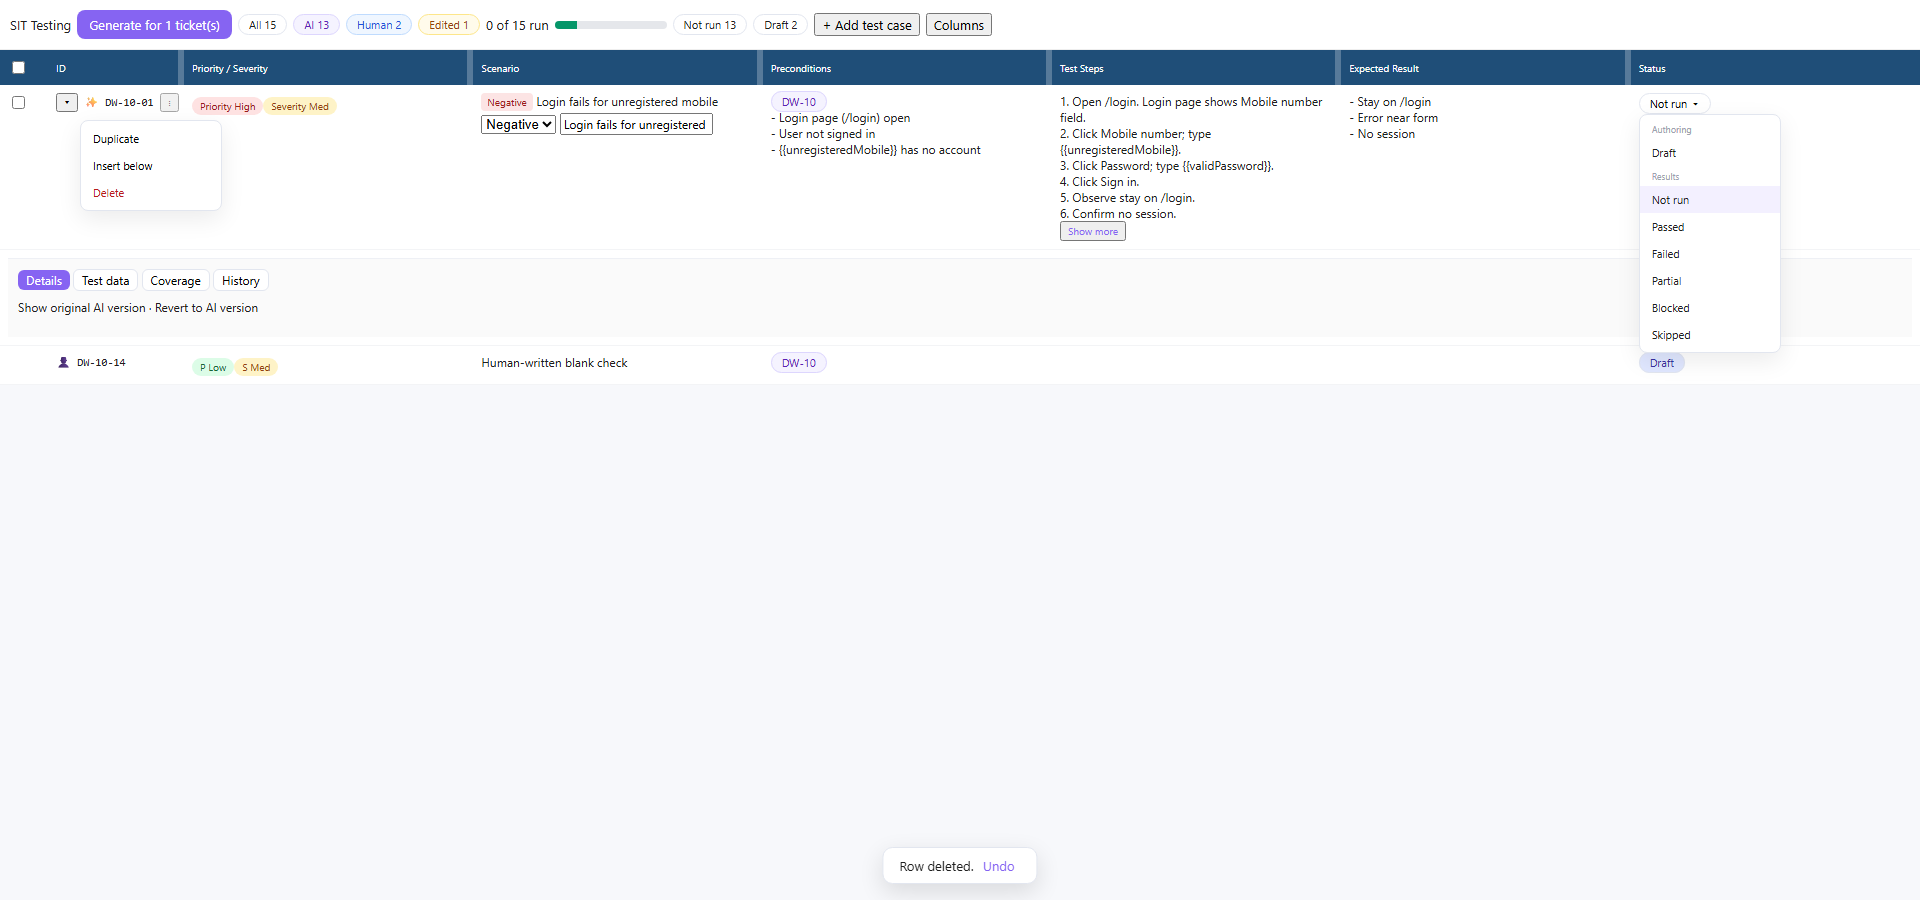 SIT Testing Generate for 1 ticket(s) All 15 AI 13 Human 2 Edited 1 0 of 15 run Not run 13 Draft 2 + Add test case Columns
ID Priority / Severity Scenario Preconditions Test Steps Expected Result Status
DW-10-01
Duplicate
Insert below
Delete
Priority High Severity Med
Negative Login fails for unregistered mobile
Negative Login fails for unregistered
DW-10
- Login page (/login) open
- User not signed in
- {{unregisteredMobile}} has no account
1. Open /login. Login page shows Mobile number
field.
2. Click Mobile number; type
{{unregisteredMobile}}.
3. Click Password; type {{validPassword}}.
4. Click Sign in.
5. Observe stay on /login.
6. Confirm no session.
Show more
- Stay on /login
- Error near form
- No session
Not run
Authoring
Draft
Results
Not run
Passed
Failed
Partial
Blocked
Skipped
Details Test data Coverage History
Show original AI version · Revert to AI version
DW-10-14 P Low S Med Human-written blank check DW-10 Draft
Row deleted. Undo